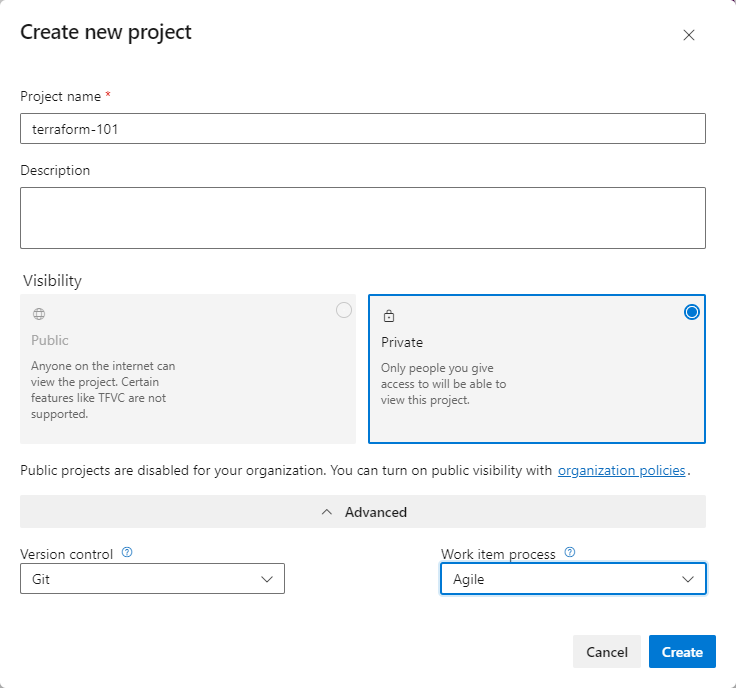 Create new project
Project name *
terraform-101
Description
Visibility
Public
Anyone on the internet can
view the project. Certain
features like TFVC are not
supported.
Private
Only people you give
access to will be able to
view this project.
Public projects are disabled for your organization. You can turn on public visibility with organization policies.
Advanced
Version control ?
Git
Work item process ?
Agile
Cancel
Create